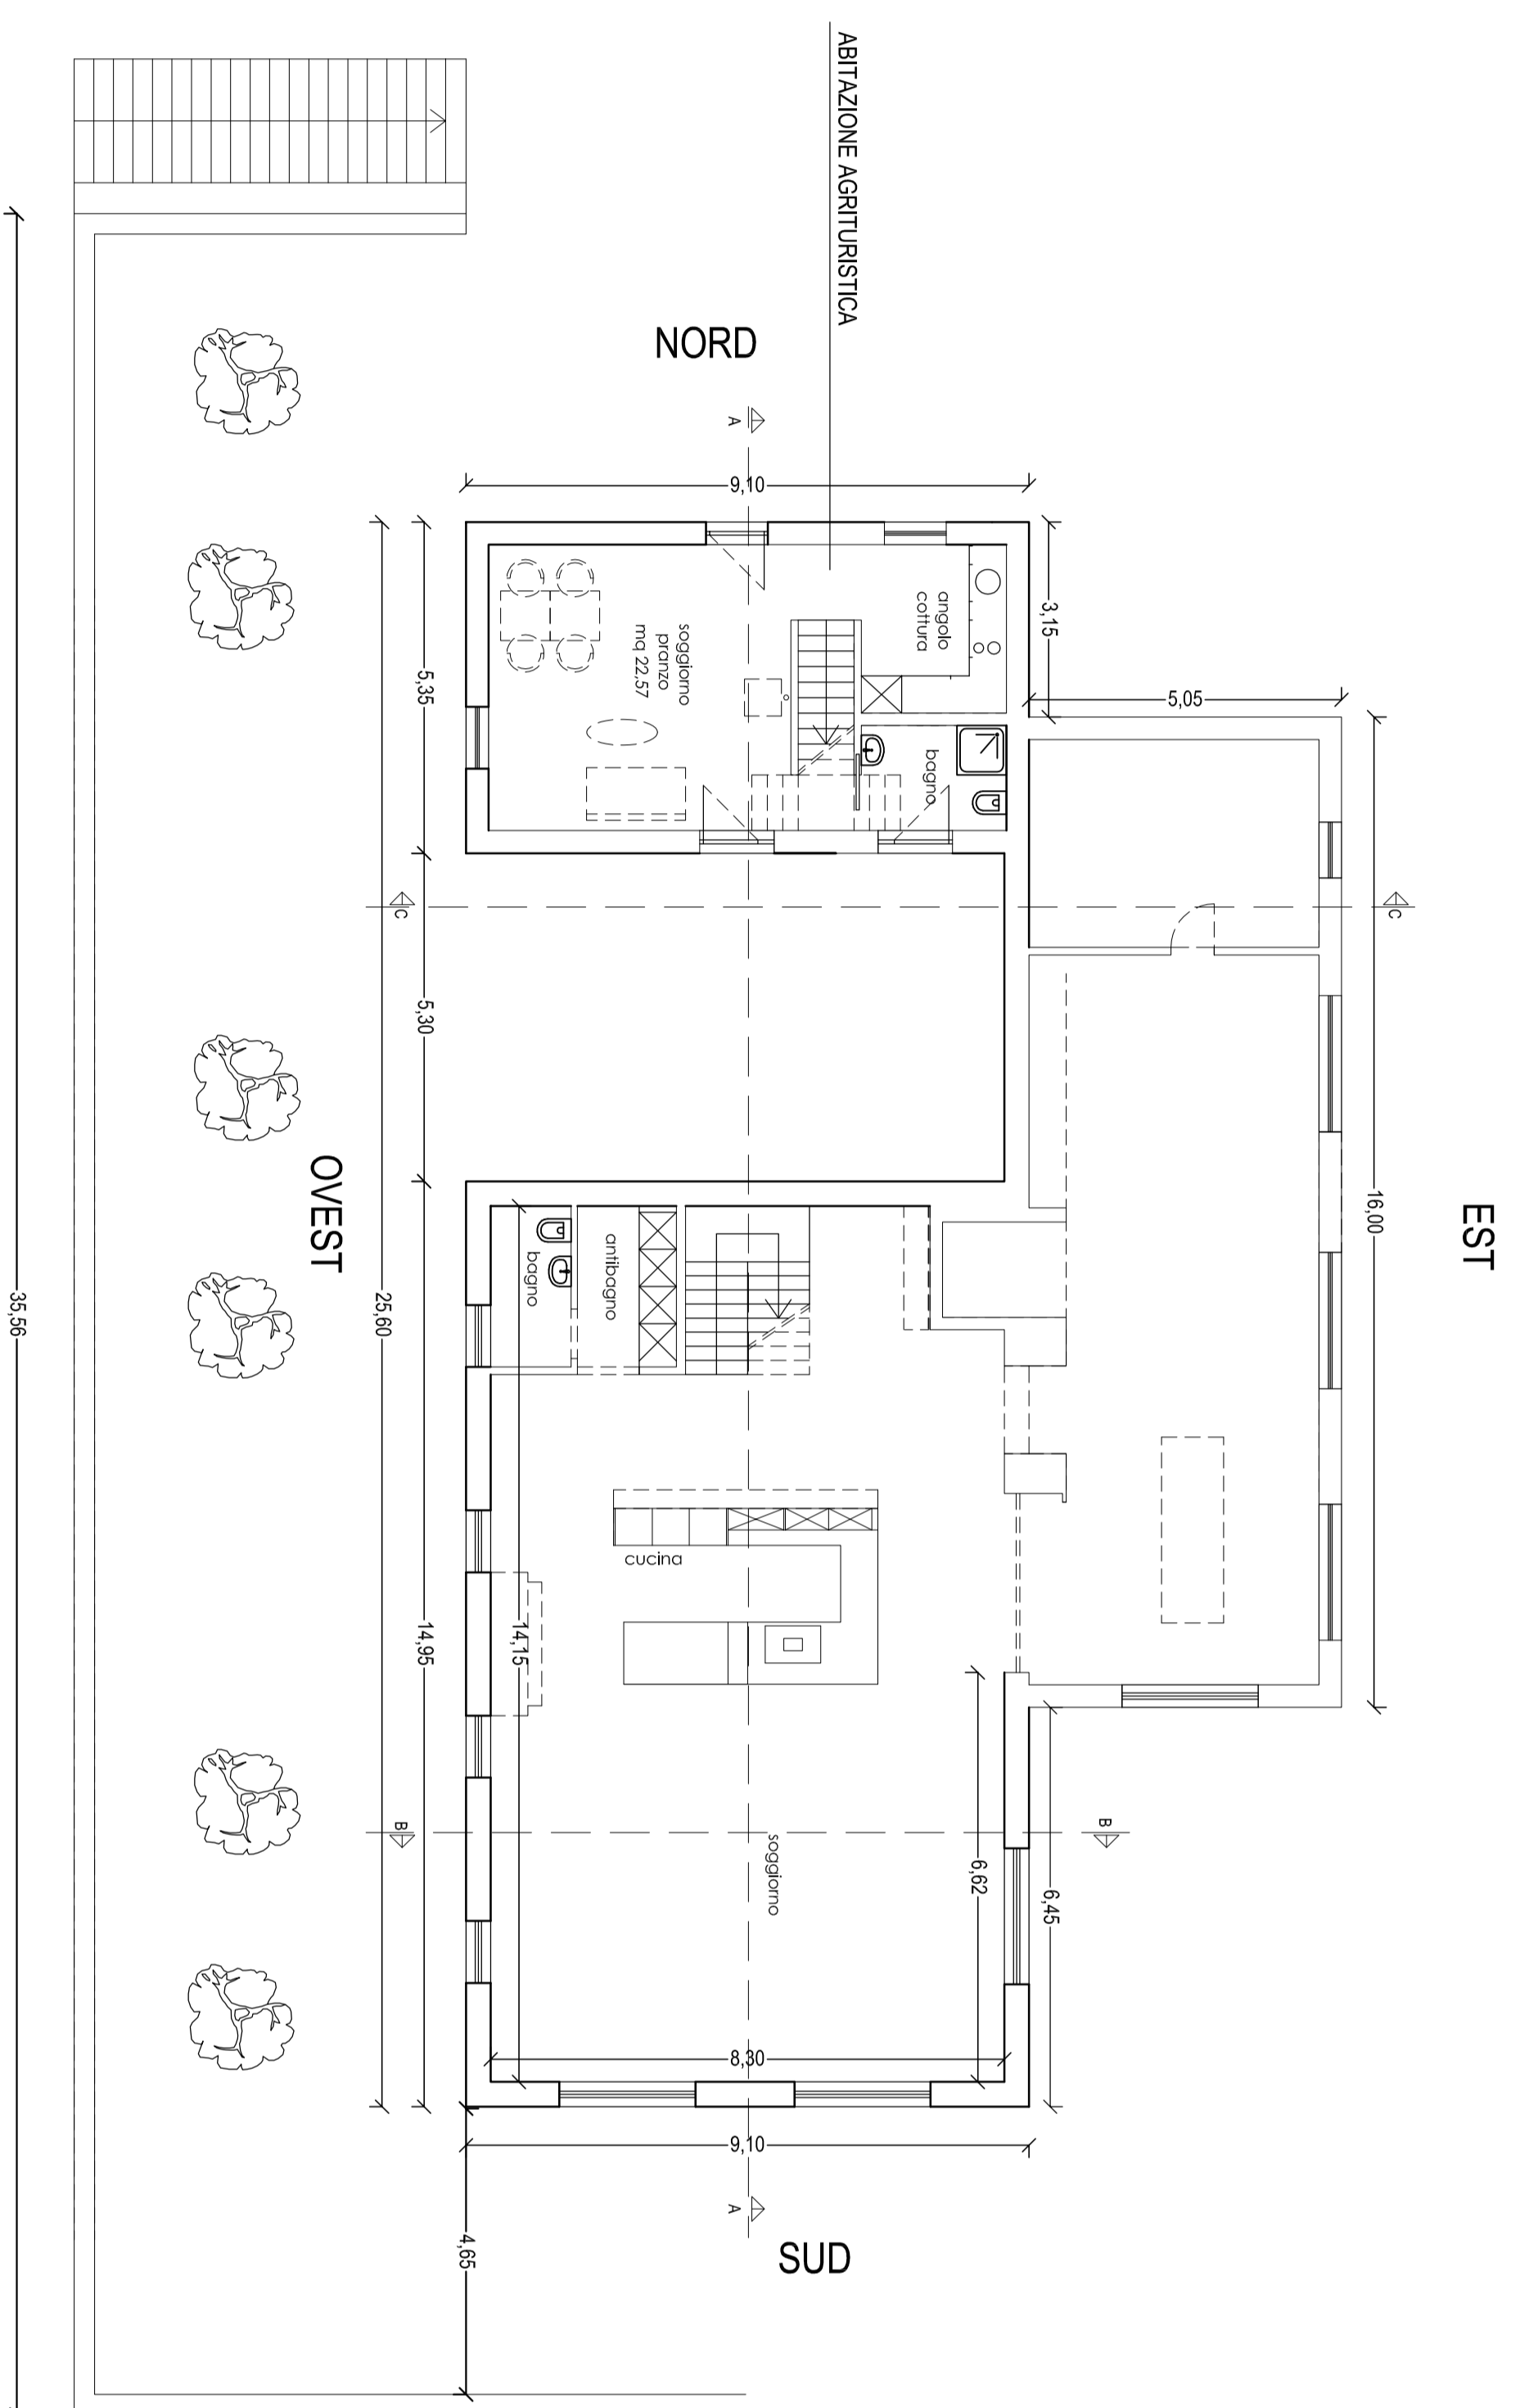 ABITAZIONE AGRITURISTICA
NORD
A
9,10
3,15
5,05
angolo
cottura
soggiorno
pranzo
mq 22,57
5,35
bagno
C
C
5,30
16,00
EST
OVEST
25,60
35,56
bagno
antibagno
cucina
14,95
14,15
B
B
soggiorno
6,62
6,45
8,30
9,10
A
4,65
SUD